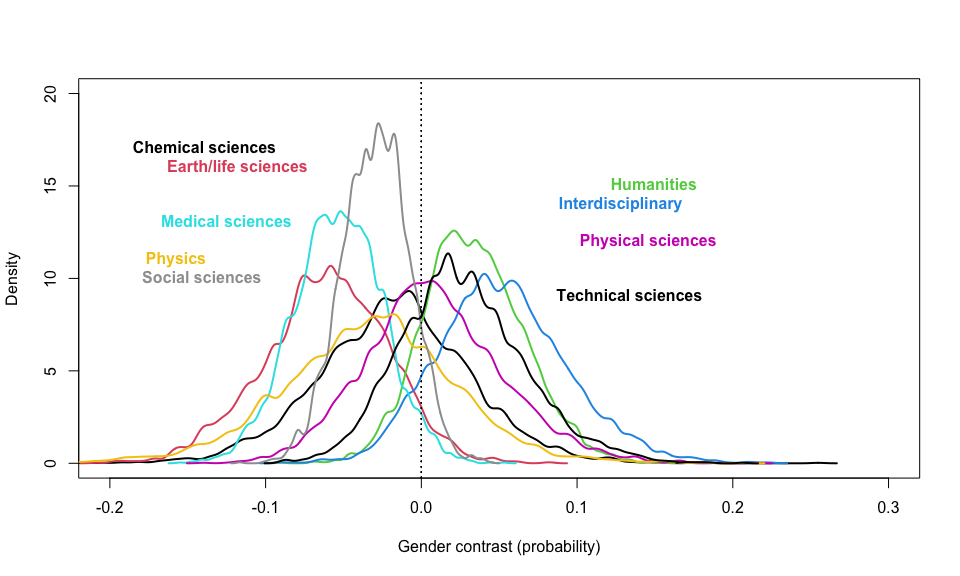 20
Chemical sciences
Earth/life sciences
Humanities
15
Interdisciplinary
Medical sciences
Physical sciences
Physics
Social sciences
10
Technical sciences
Density
5
0
-0.2 -0.1 0.0 0.1 0.2 0.3
Gender contrast (probability)